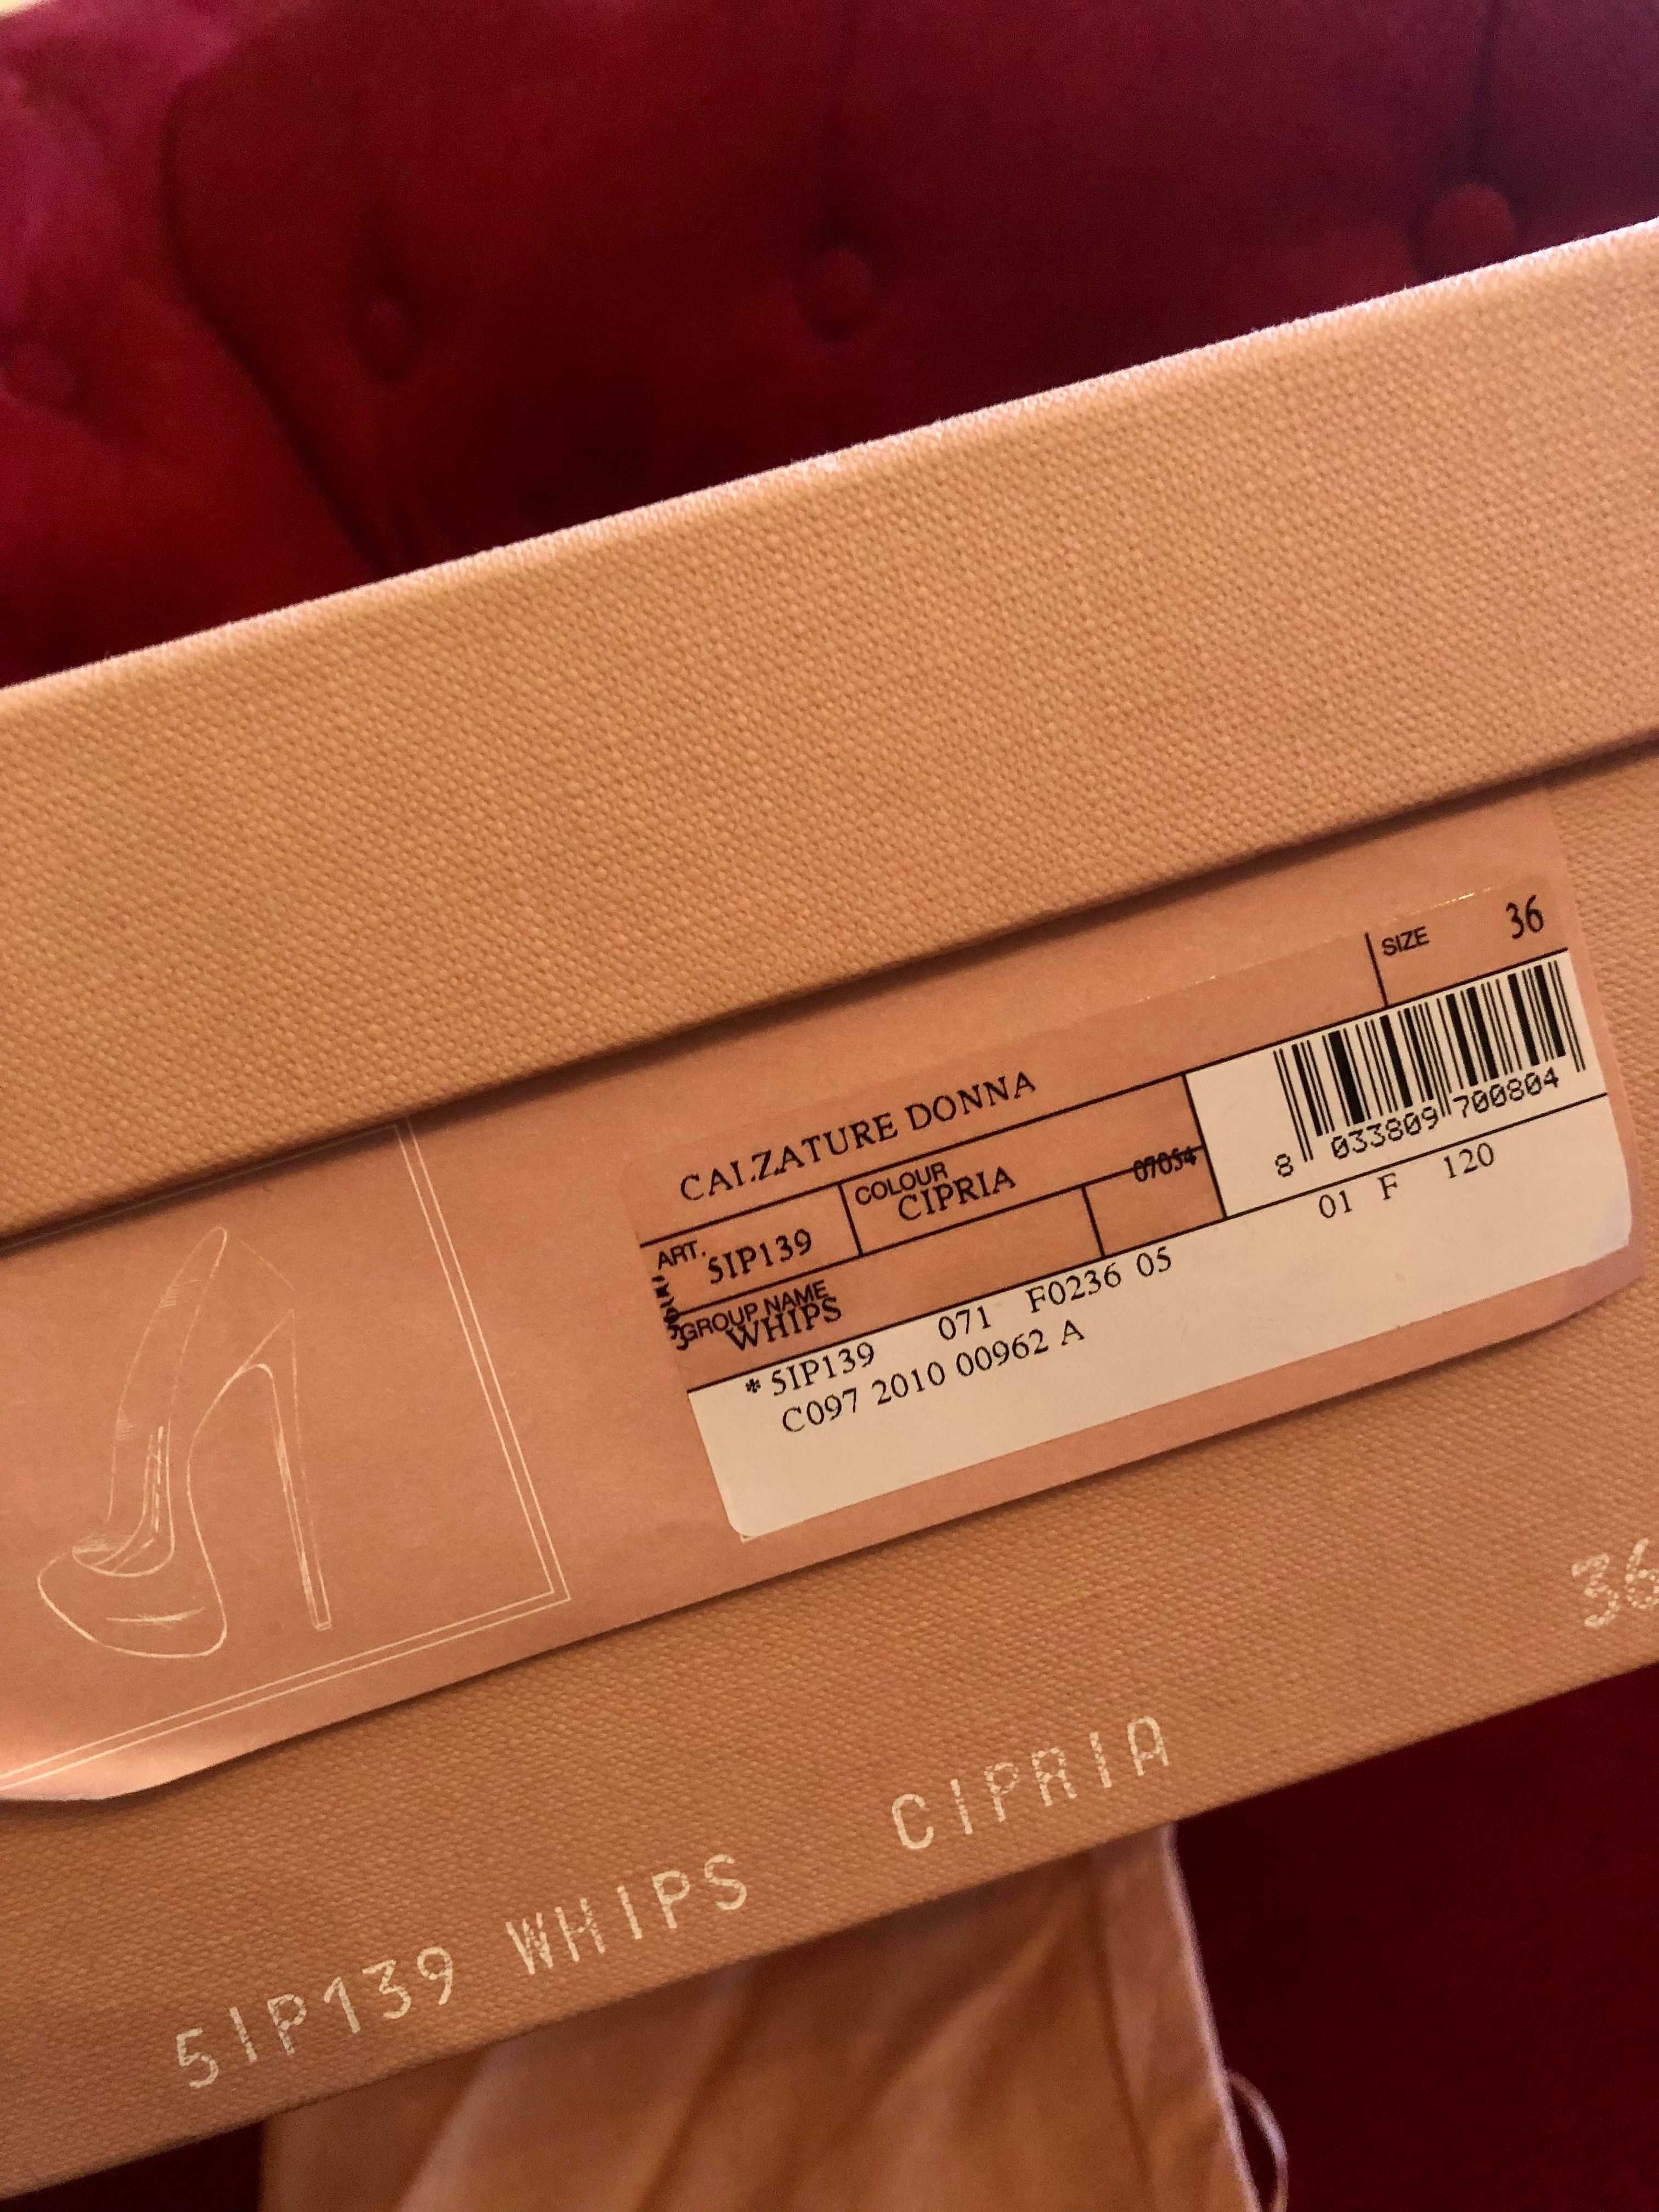 CALZATURE DONNA
SIZE 36
ART. 5IP139
COLOUR CIPRIA
07054
8 033809 700804
GROUP NAME WHIPS
01 F 120
* 5IP139 071 F0236 05
C097 2010 00962 A
5IP139 WHIPS CIPRIA 36